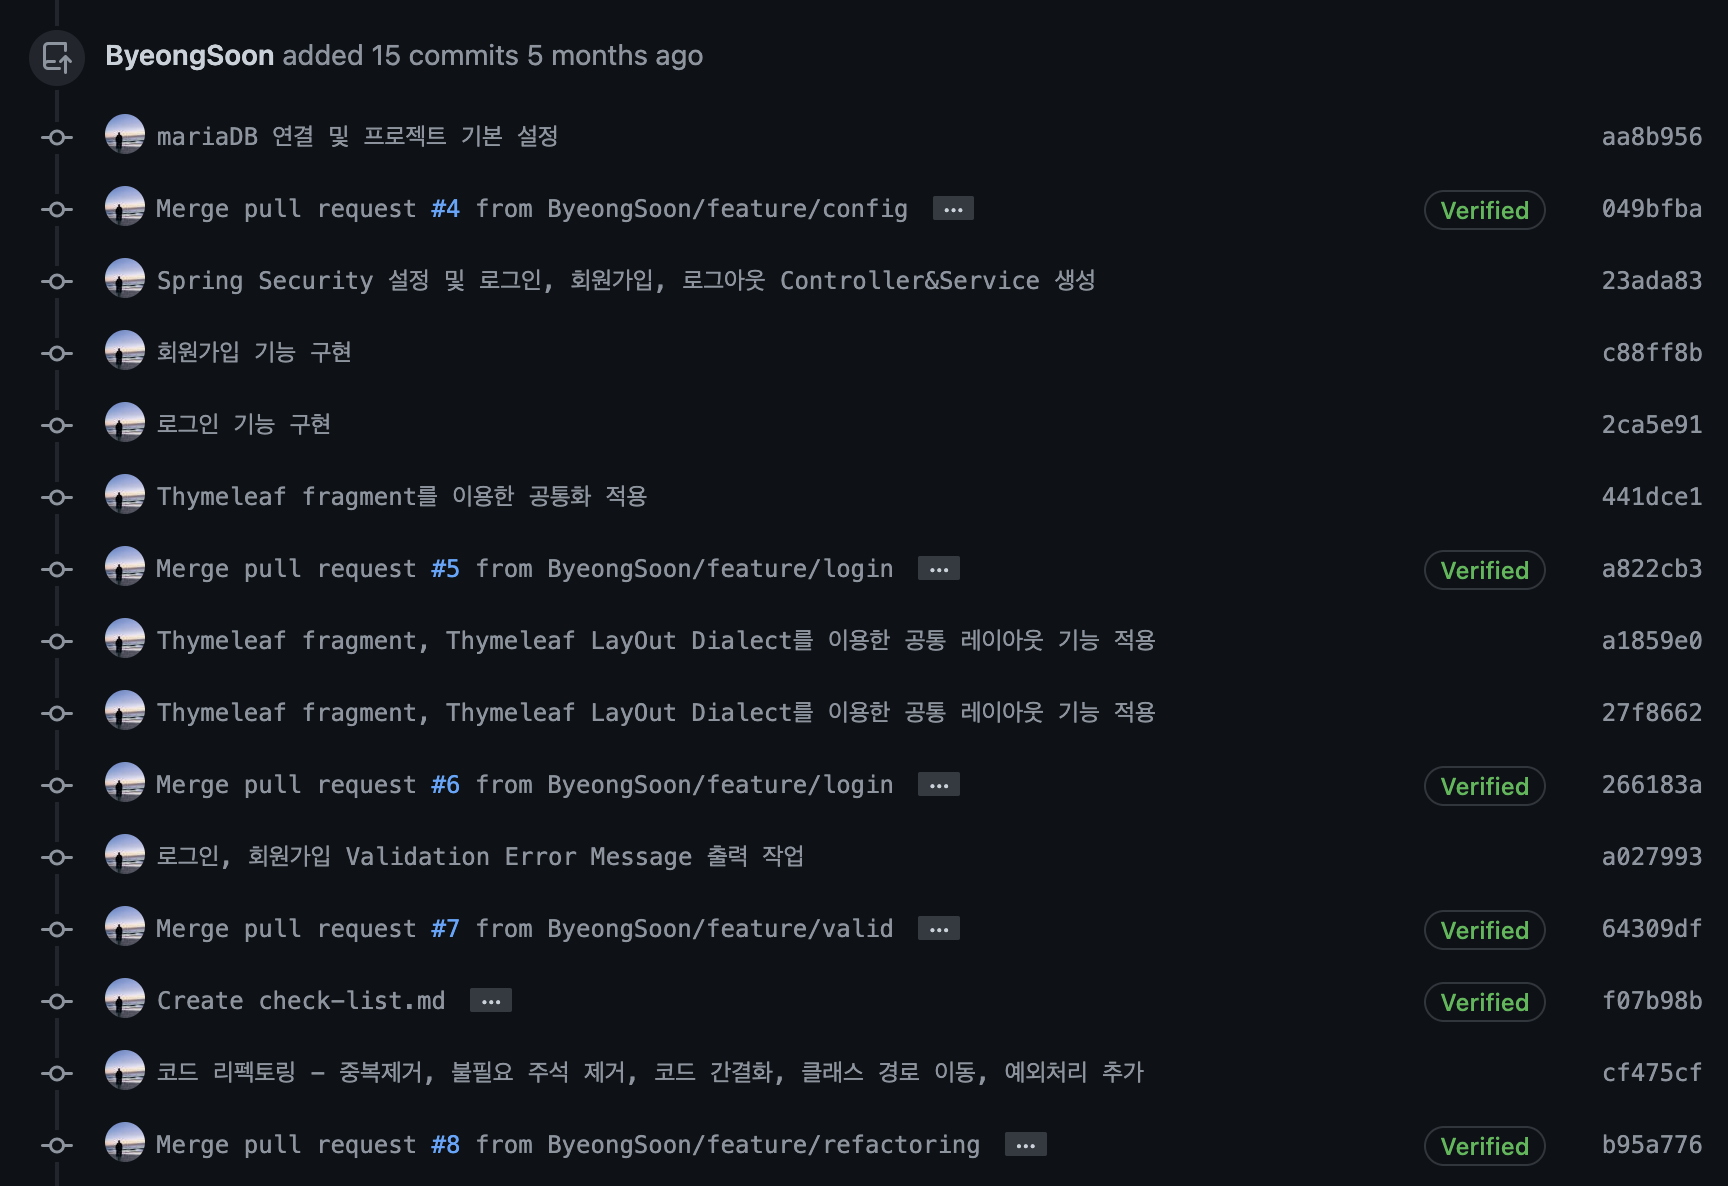 ByeongSoon added 15 commits 5 months ago
mariaDB 연결 및 프로젝트 기본 설정 aa8b956
Merge pull request #4 from ByeongSoon/feature/config ... Verified 049bfba
Spring Security 설정 및 로그인, 회원가입, 로그아웃 Controller&Service 생성 23ada83
회원가입 기능 구현 c88ff8b
로그인 기능 구현 2ca5e91
Thymeleaf fragment를 이용한 공통화 적용 441dce1
Merge pull request #5 from ByeongSoon/feature/login ... Verified a822cb3
Thymeleaf fragment, Thymeleaf LayOut Dialect를 이용한 공통 레이아웃 기능 적용 a1859e0
Thymeleaf fragment, Thymeleaf LayOut Dialect를 이용한 공통 레이아웃 기능 적용 27f8662
Merge pull request #6 from ByeongSoon/feature/login ... Verified 266183a
로그인, 회원가입 Validation Error Message 출력 작업 a027993
Merge pull request #7 from ByeongSoon/feature/valid ... Verified 64309df
Create check-list.md ... Verified f07b98b
코드 리펙토링 - 중복제거, 불필요 주석 제거, 코드 간결화, 클래스 경로 이동, 예외처리 추가 cf475cf
Merge pull request #8 from ByeongSoon/feature/refactoring ... Verified b95a776